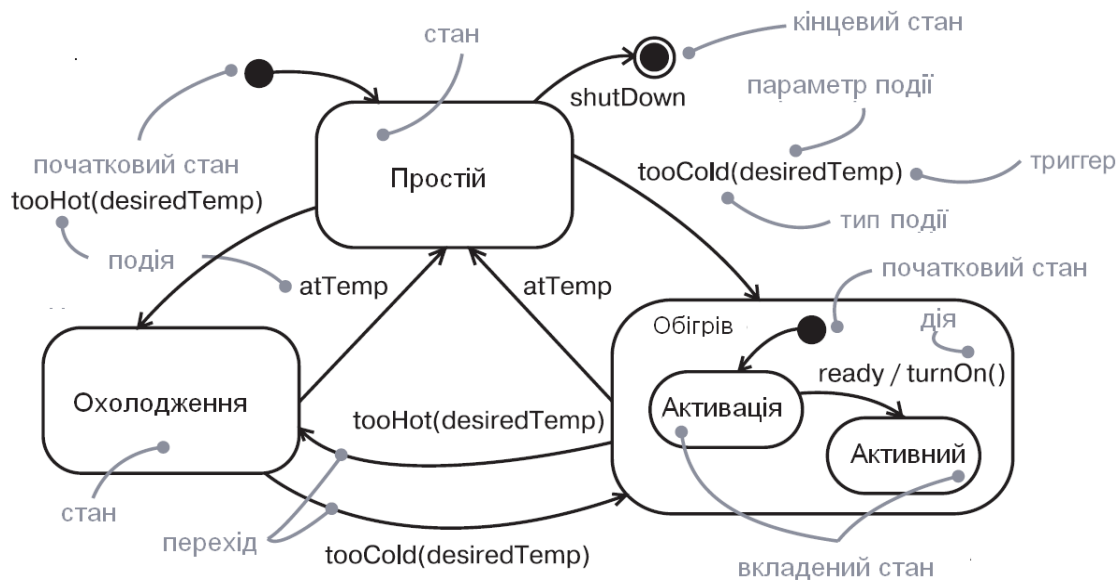 стан
кінцевий стан
shutDown
параметр події
початковий стан
Простій
tooCold(desiredTemp)
триггер
tooHot(desiredTemp)
тип події
подія
atTemp
atTemp
початковий стан
Обігрів
дія
ready / turnOn()
Охолодження
tooHot(desiredTemp)
Активація
Активний
стан
перехід
tooCold(desiredTemp)
вкладений стан